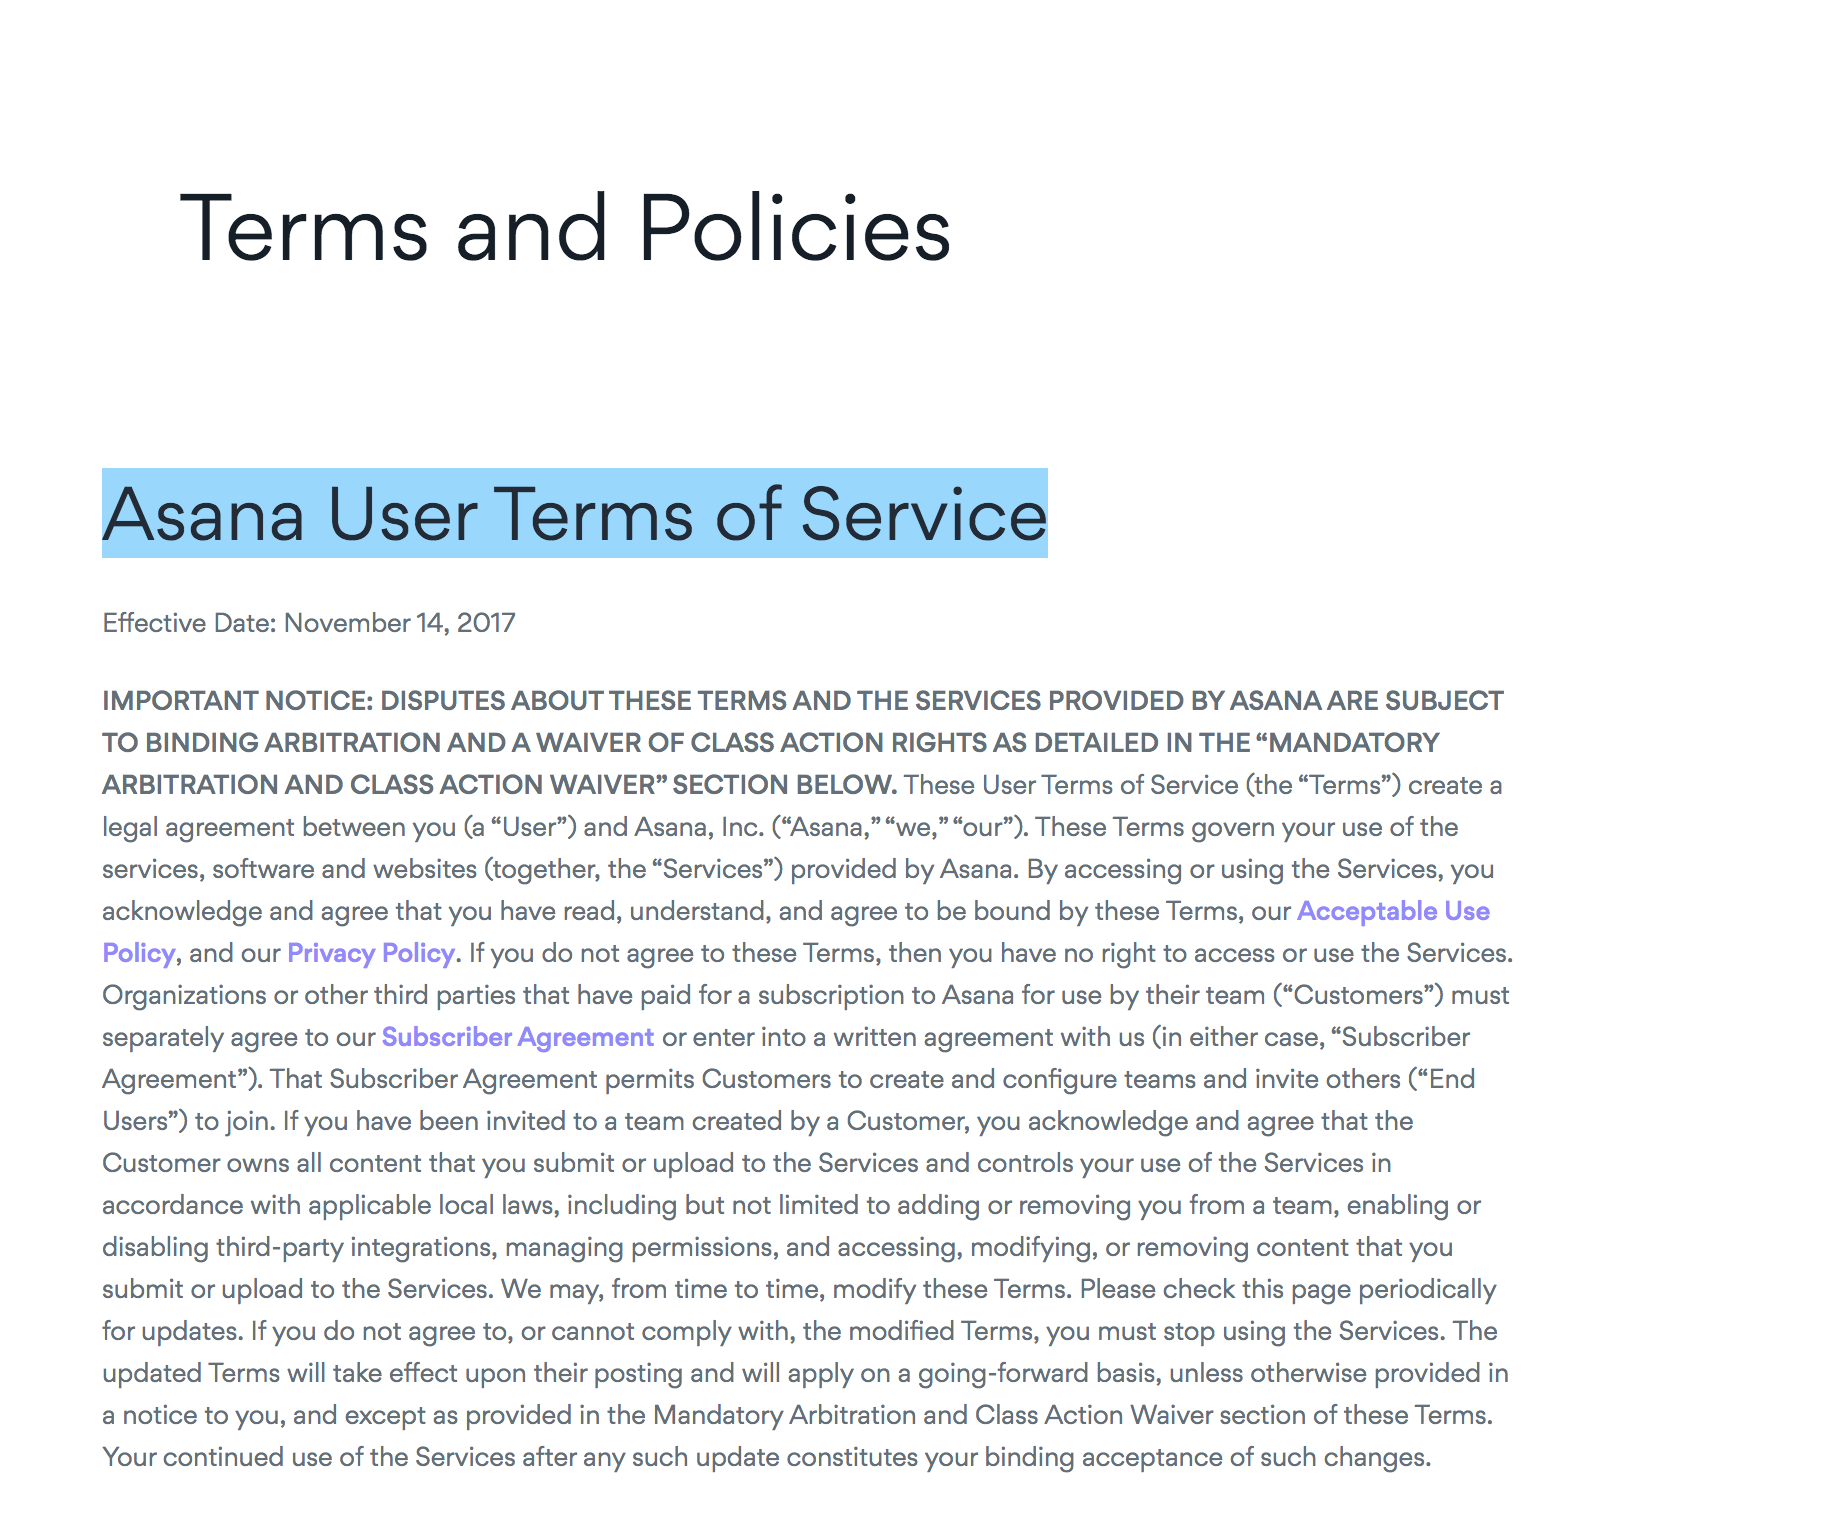 Terms and Policies
Asana User Terms of Service
Effective Date: November 14, 2017
IMPORTANT NOTICE: DISPUTES ABOUT THESE TERMS AND THE SERVICES PROVIDED BY ASANA ARE SUBJECT
TO BINDING ARBITRATION AND A WAIVER OF CLASS ACTION RIGHTS AS DETAILED IN THE “MANDATORY
ARBITRATION AND CLASS ACTION WAIVER” SECTION BELOW. These User Terms of Service (the “Terms”) create a
legal agreement between you (a “User”) and Asana, Inc. (“Asana,” “we,” “our”). These Terms govern your use of the
services, software and websites (together, the “Services”) provided by Asana. By accessing or using the Services, you
acknowledge and agree that you have read, understand, and agree to be bound by these Terms, our Acceptable Use
Policy, and our Privacy Policy. If you do not agree to these Terms, then you have no right to access or use the Services.
Organizations or other third parties that have paid for a subscription to Asana for use by their team (“Customers”) must
separately agree to our Subscriber Agreement or enter into a written agreement with us (in either case, “Subscriber
Agreement”). That Subscriber Agreement permits Customers to create and configure teams and invite others (“End
Users”) to join. If you have been invited to a team created by a Customer, you acknowledge and agree that the
Customer owns all content that you submit or upload to the Services and controls your use of the Services in
accordance with applicable local laws, including but not limited to adding or removing you from a team, enabling or
disabling third-party integrations, managing permissions, and accessing, modifying, or removing content that you
submit or upload to the Services. We may, from time to time, modify these Terms. Please check this page periodically
for updates. If you do not agree to, or cannot comply with, the modified Terms, you must stop using the Services. The
updated Terms will take effect upon their posting and will apply on a going-forward basis, unless otherwise provided in
a notice to you, and except as provided in the Mandatory Arbitration and Class Action Waiver section of these Terms.
Your continued use of the Services after any such update constitutes your binding acceptance of such changes.